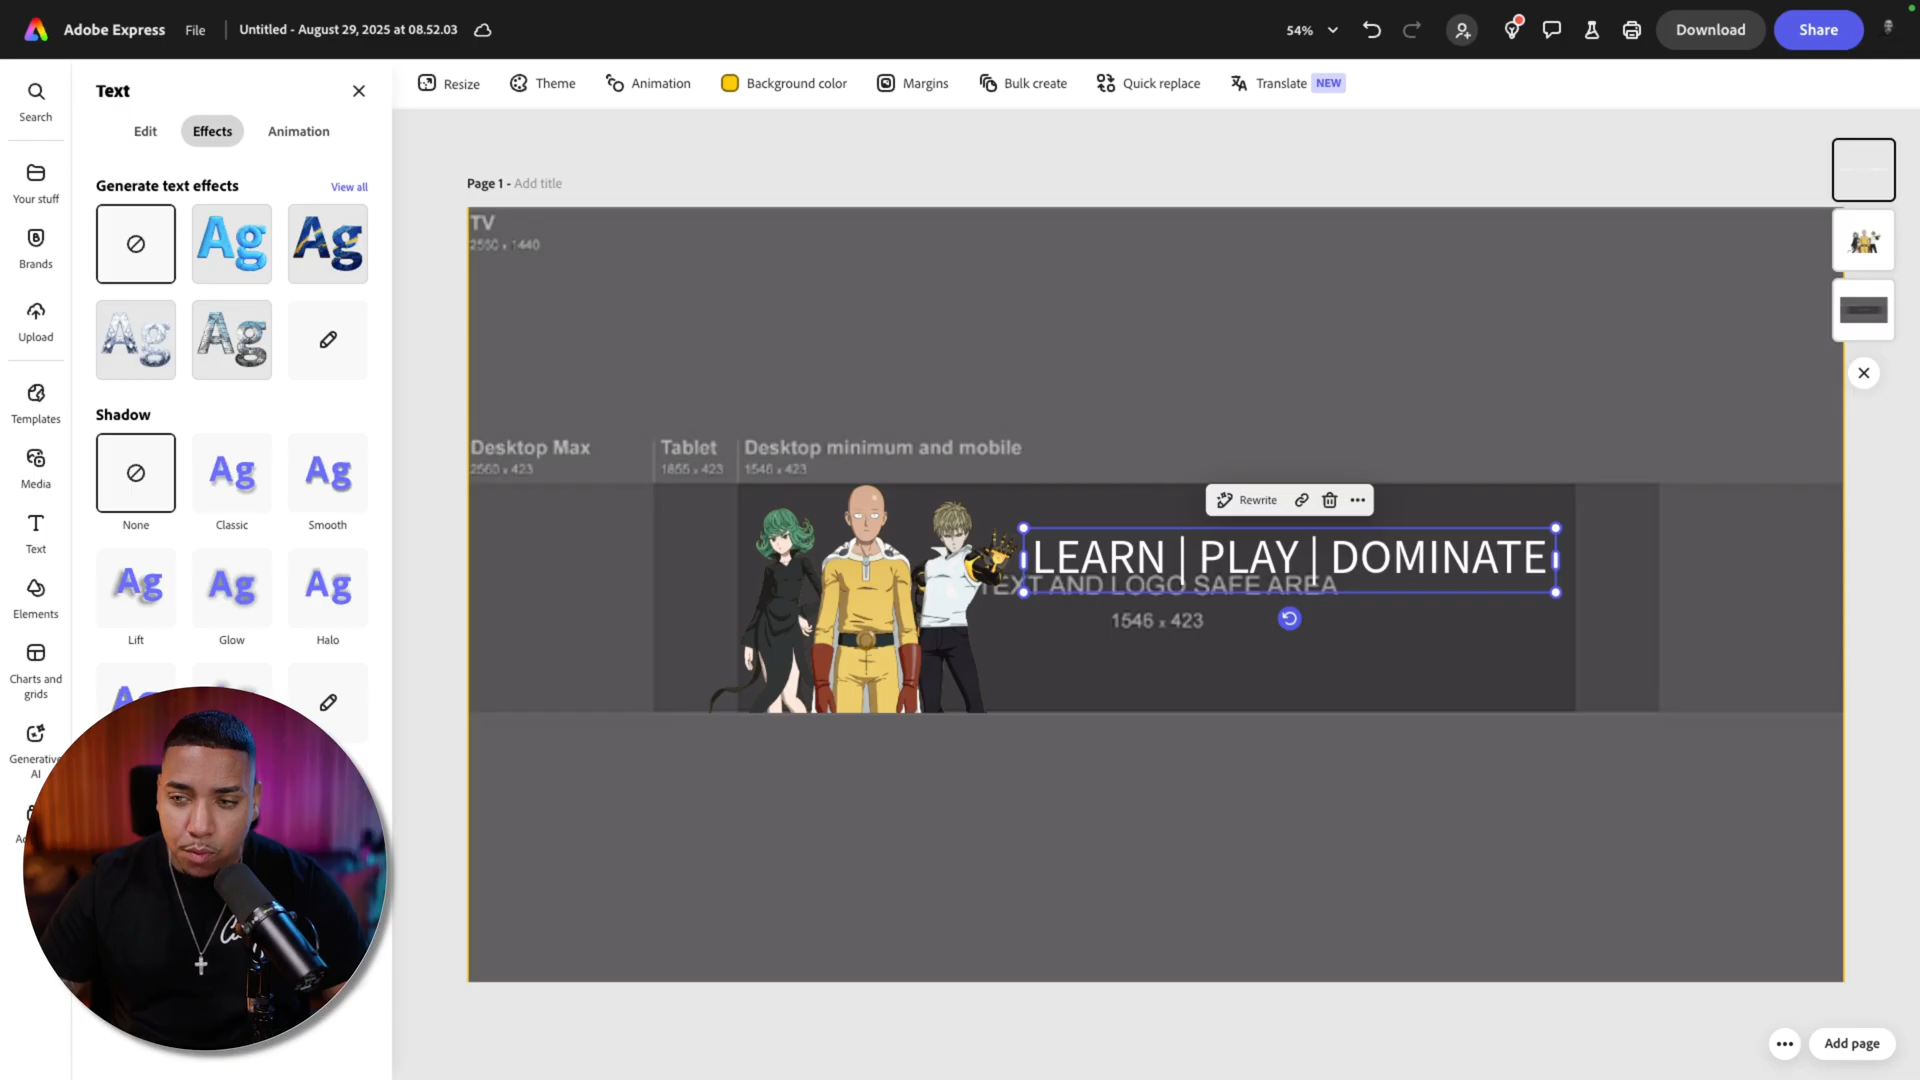 Adobe Express
File
Untitled - August 29, 2025 at 08.52.03
54%
Download
Share
Search
Your stuff
Brands
Upload
Templates
Media
Text
Elements
Charts and
grids
Generative
AI
Text
Edit
Effects
Animation
Generate text effects
View all
Ag
Ag
Ag
Ag
Shadow
Ag
Ag
None
Classic
Smooth
Ag
Ag
Ag
Lift
Glow
Halo
Resize
Theme
Animation
Background color
Margins
Bulk create
Quick replace
Translate NEW
Page 1 - Add title
TV
2560 x 1440
Desktop Max
2560 x 423
Tablet
1855 x 423
Desktop minimum and mobile
1546 x 423
Rewrite
LEARN | PLAY | DOMINATE
TEXT AND LOGO SAFE AREA
1546 x 423
Add page